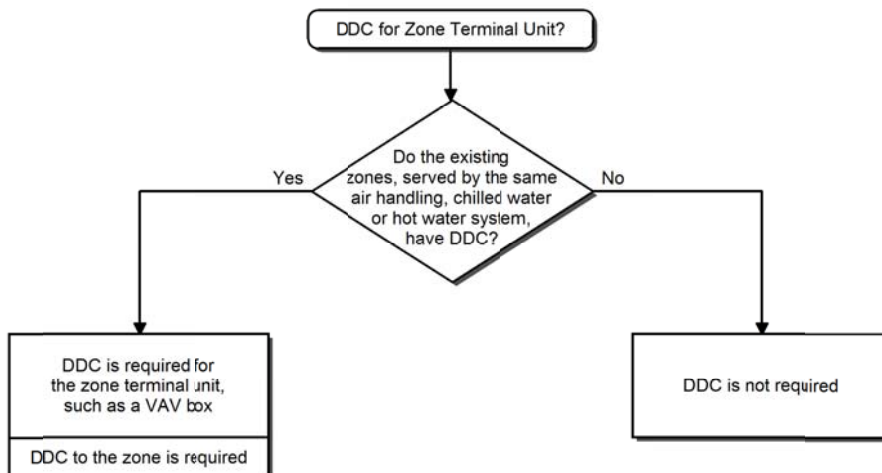 DDC for Zone Terminal Unit?
Do the existing
zones, served by the same
air handling, chilled water
or hot water system,
have DDC?
Yes
No
DDC is required for
the zone terminal unit,
such as a VAV box
DDC to the zone is required
DDC is not required